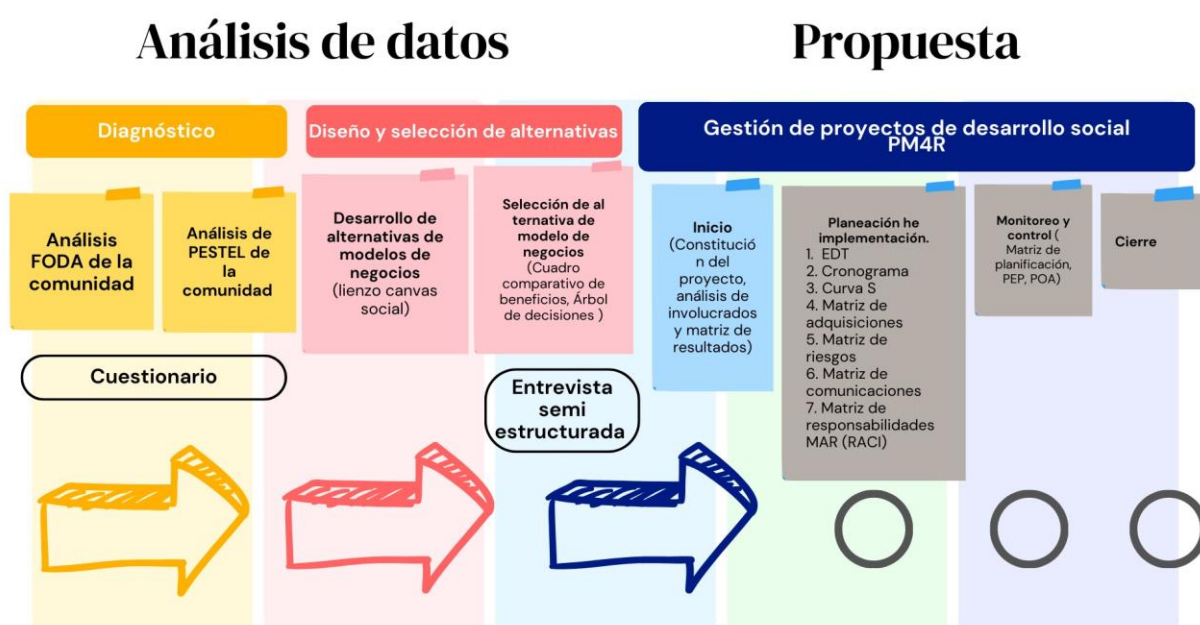 Análisis de datos
Propuesta
Diagnóstico
Diseño y selección de alternativas
Gestión de proyectos de desarrollo social
PM4R
Análisis
FODA de la
comunidad
Análisis de
PESTEL de
la
comunidad
Cuestionario
Desarrollo de
alternativas de
modelos de
negocios
(lienzo canvas
social)
Selección de al
ternativa de
modelo de
negocios
(Cuadro
comparativo de
beneficios, Árbol
de decisiones )
Entrevista
semi
estructurada
Inicio
(Constitució
n del
proyecto,
análisis de
involucrados
y matriz de
resultados)
Planeación he
implementación.
1. EDT
2. Cronograma
3. Curva S
4. Matriz de
adquisiciones
5. Matriz de
riesgos
6. Matriz de
comunicaciones
7. Matriz de
responsabilidades
MAR (RACI)
Monitoreo y
control (
Matriz de
planificación,
PEP, POA)
Cierre